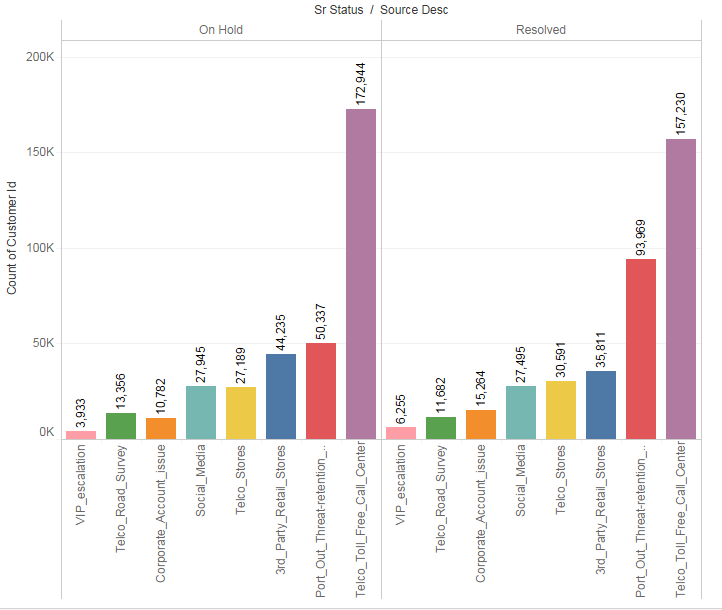 Sr Status / Source Desc
On Hold
Resolved
Count of Customer Id
200K
150K
100K
50K
0K
3,933
13,356
10,782
27,945
27,189
44,235
50,337
172,944
6,255
11,682
15,264
27,495
30,591
35,811
93,969
157,230
VIP_escalation
Telco_Road_Survey
Corporate_Account_Issue
Social_Media
Telco_Stores
3rd_Party_Retail_Stores
Port_Out_Threat-retention_..
Telco_Toll_Free_Call_Center
VIP_escalation
Telco_Road_Survey
Corporate_Account_Issue
Social_Media
Telco_Stores
3rd_Party_Retail_Stores
Port_Out_Threat-retention_..
Telco_Toll_Free_Call_Center